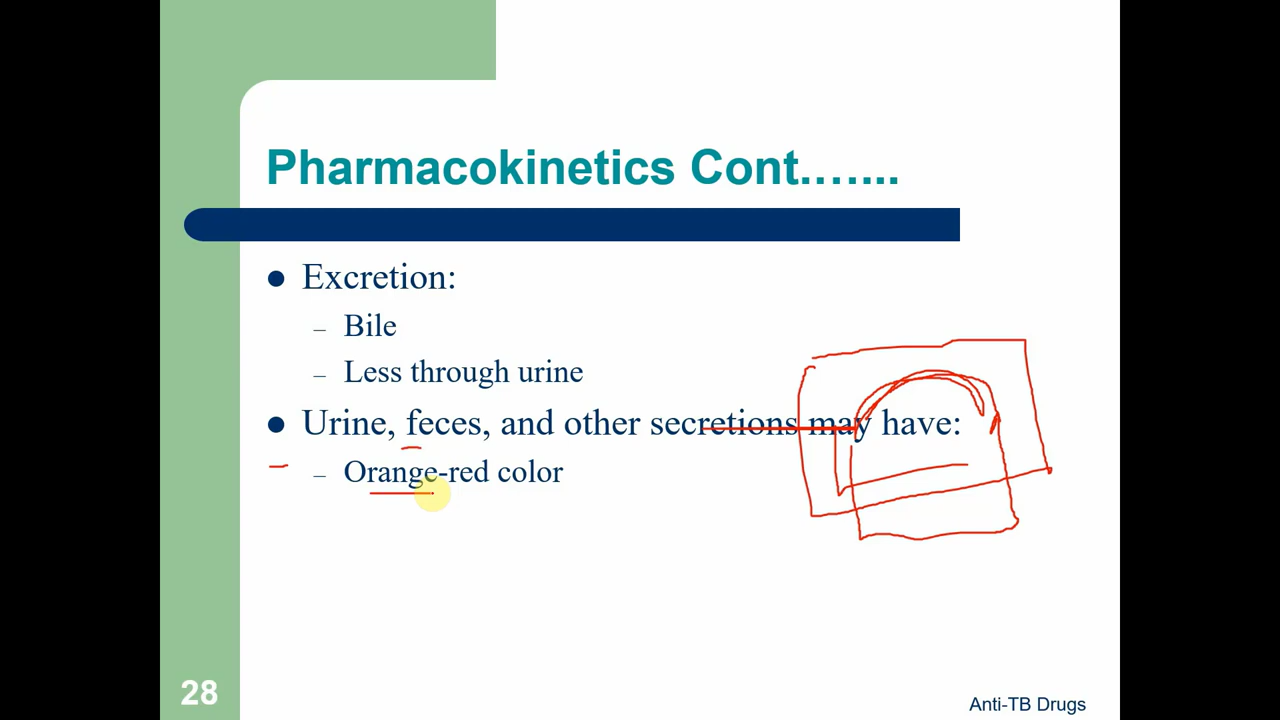 Pharmacokinetics Cont.…....
Excretion:
– Bile
– Less through urine
Urine, feces, and other secretions may have:
– Orange-red color
28
Anti-TB Drugs